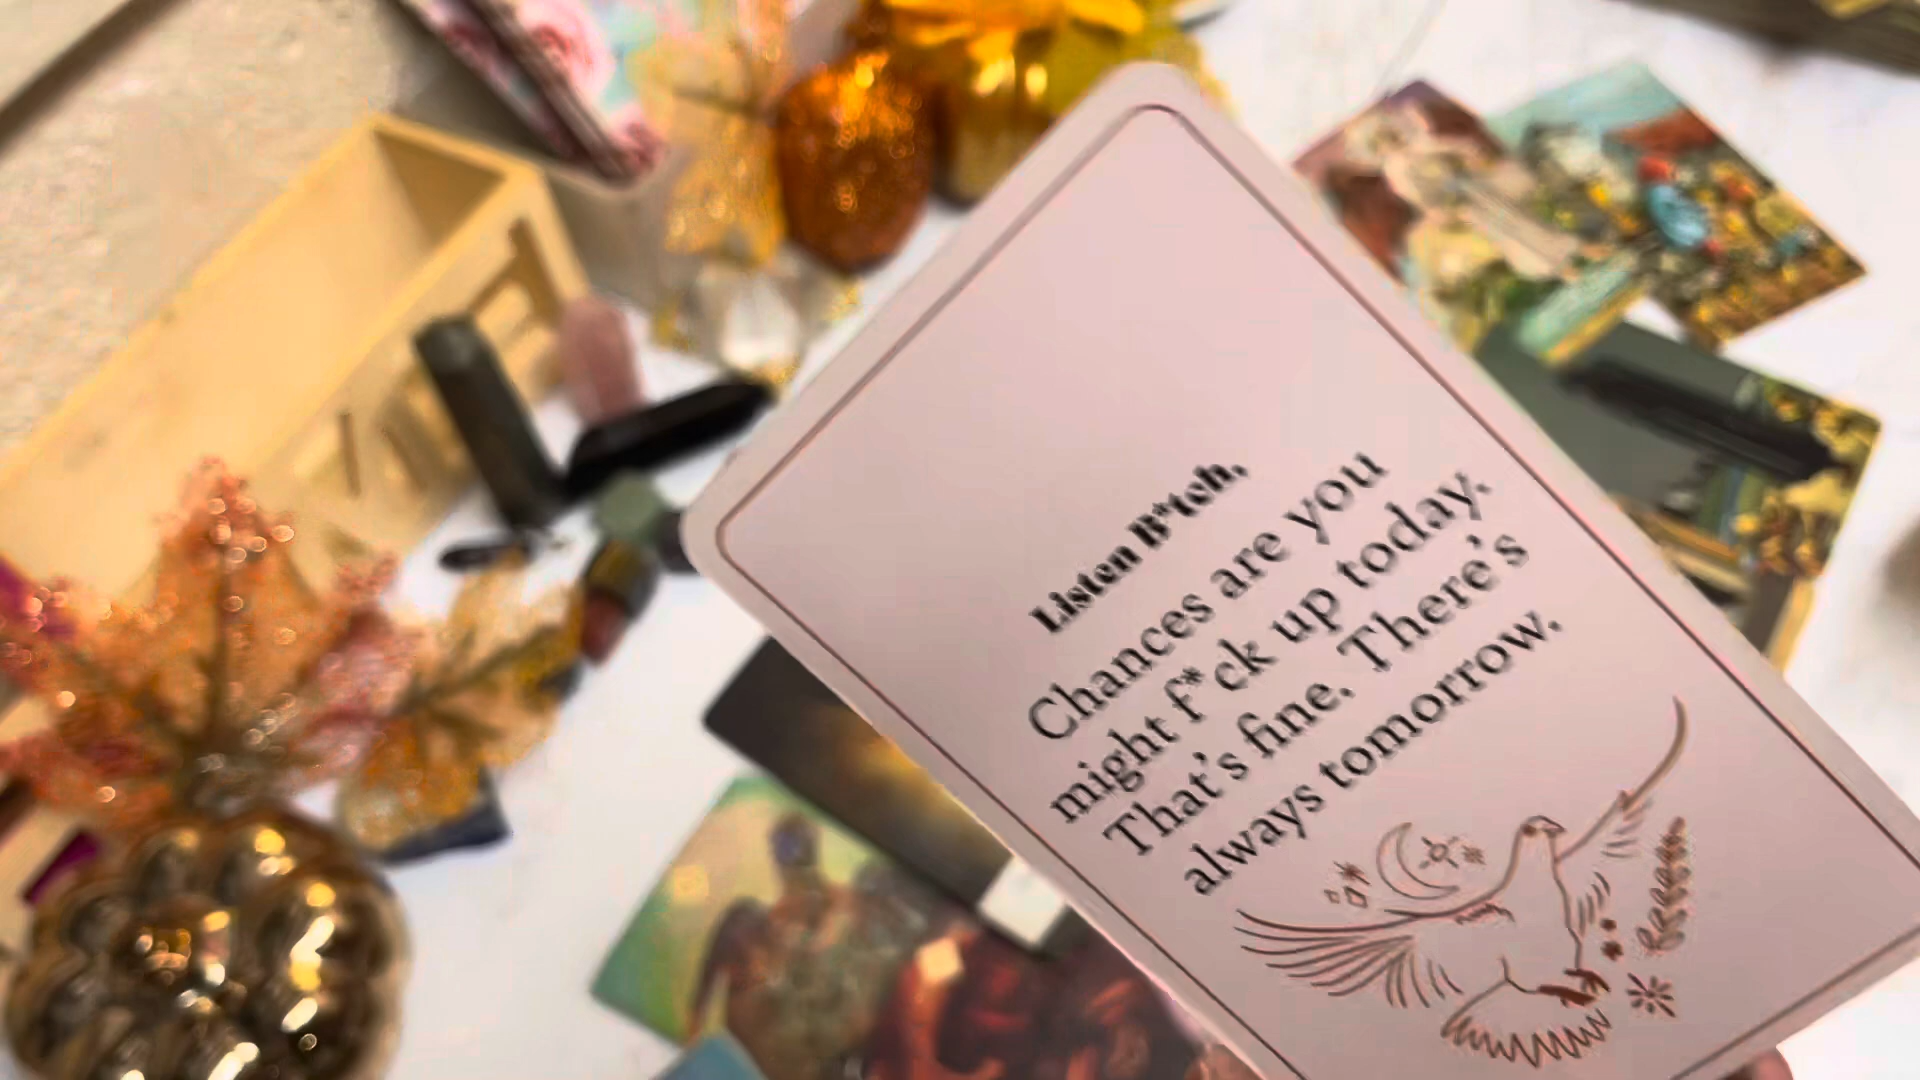 Listen B*tch,
Chances are you
might f*ck up today.
That's fine. There's
always tomorrow.